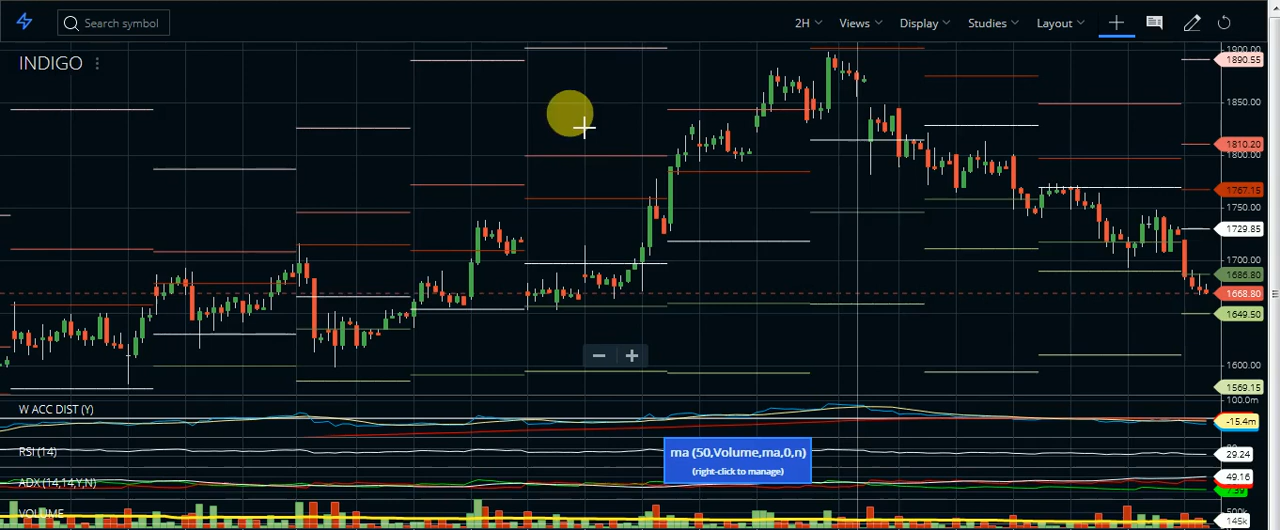 Search symbol
2H Views Display Studies Layout
INDIGO
1900.00
1890.55
1850.00
1810.20
1800.00
1767.15
1750.00
1729.85
1700.00
1686.80
1668.80
1649.50
1600.00
1569.15
W ACC DIST (Y)
100.0m
-15.4m
ma (50,Volume,ma,0,n)
(right-click to manage)
RSI (14)
29.24
ADX (14,14,Y,N)
49.16
7.39
VOLUME
145k